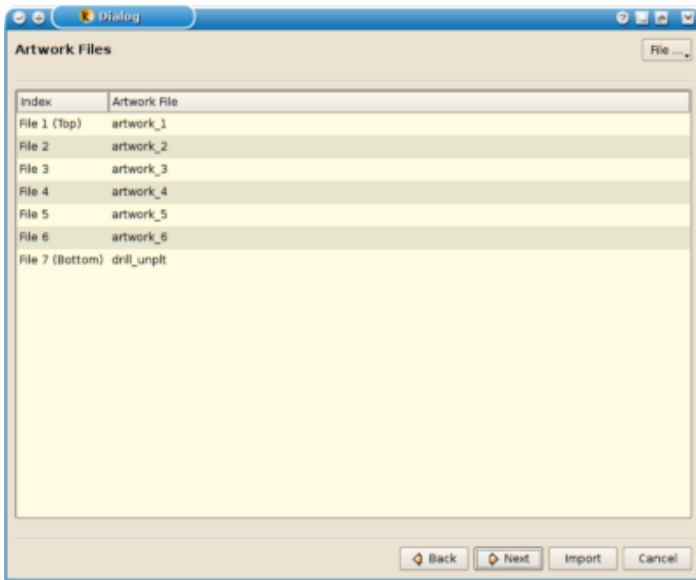 Dialog
Artwork Files
File ...
Index Artwork File
File 1 (Top) artwork_1
File 2 artwork_2
File 3 artwork_3
File 4 artwork_4
File 5 artwork_5
File 6 artwork_6
File 7 (Bottom) drill_unplt
Back Next Import Cancel